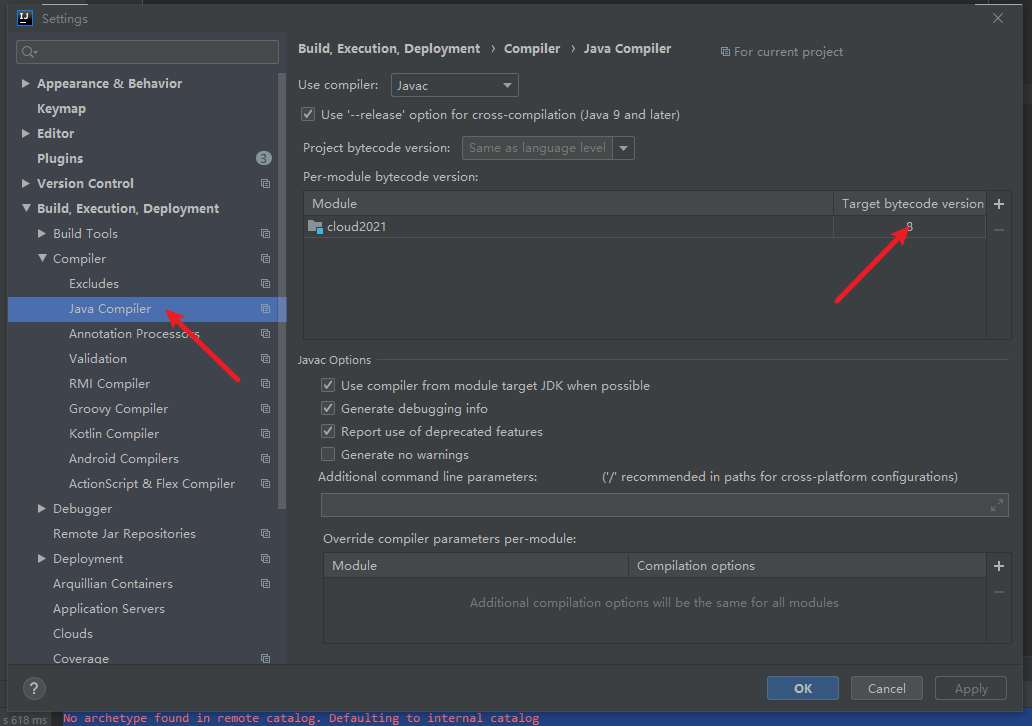 IJ
Settings
Appearance & Behavior
Keymap
Editor
Plugins
3
Version Control
Build, Execution, Deployment
Build Tools
Compiler
Excludes
Java Compiler
Annotation Processors
Validation
RMI Compiler
Groovy Compiler
Kotlin Compiler
Android Compilers
ActionScript & Flex Compiler
Debugger
Remote Jar Repositories
Deployment
Arquillian Containers
Application Servers
Clouds
Coverage
Build, Execution, Deployment › Compiler › Java Compiler
For current project
Use compiler: Javac
Use '--release' option for cross-compilation (Java 9 and later)
Project bytecode version: Same as language level
Per-module bytecode version:
Module Target bytecode version
cloud2021 8
Javac Options
Use compiler from module target JDK when possible
Generate debugging info
Report use of deprecated features
Generate no warnings
Additional command line parameters: ('/' recommended in paths for cross-platform configurations)
Override compiler parameters per-module:
Module Compilation options
Additional compilation options will be the same for all modules
? OK Cancel Apply
s 618 ms No archetype found in remote catalog. Defaulting to internal catalog